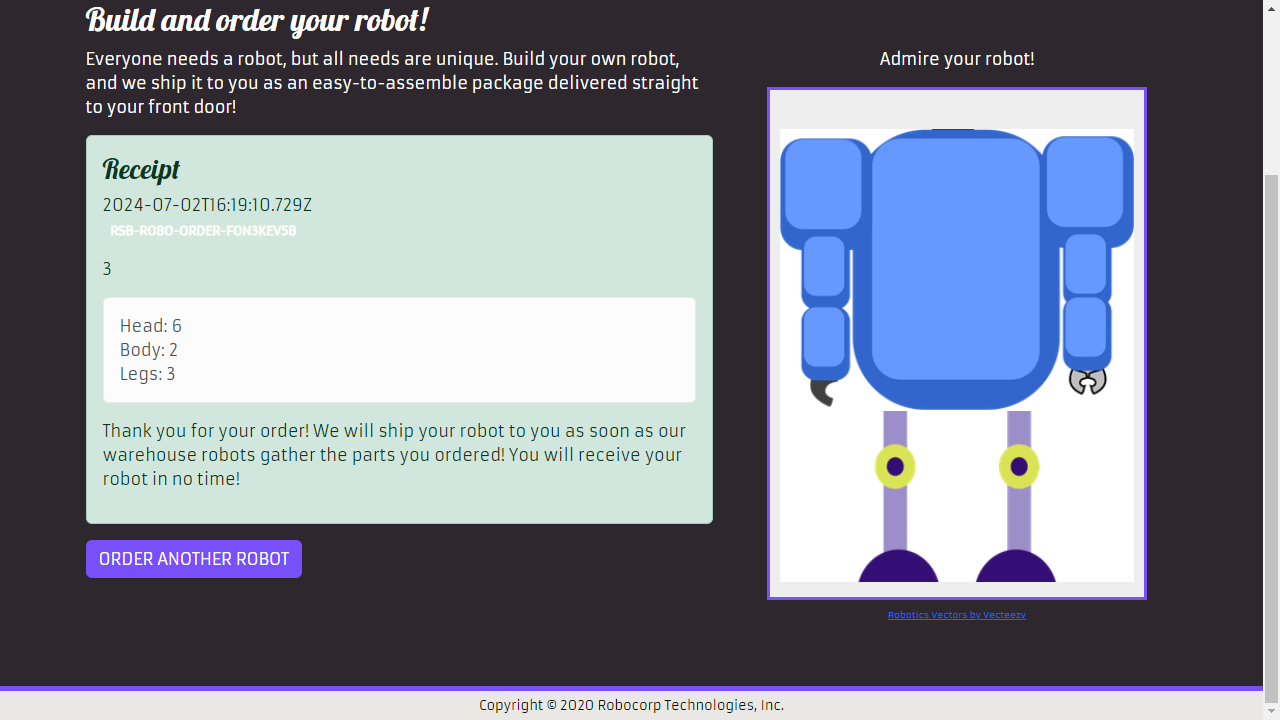 Build and order your robot!
Everyone needs a robot, but all needs are unique. Build your own robot,
and we ship it to you as an easy-to-assemble package delivered straight
to your front door!
Receipt
2024-07-02T16:19:10.729Z
RSB-ROBO-ORDER-FON3KEV5B
3
Head: 6
Body: 2
Legs: 3
Thank you for your order! We will ship your robot to you as soon as our
warehouse robots gather the parts you ordered! You will receive your
robot in no time!
ORDER ANOTHER ROBOT
Admire your robot!
Robotics Vectors by Vecteezy
Copyright © 2020 Robocorp Technologies, Inc.